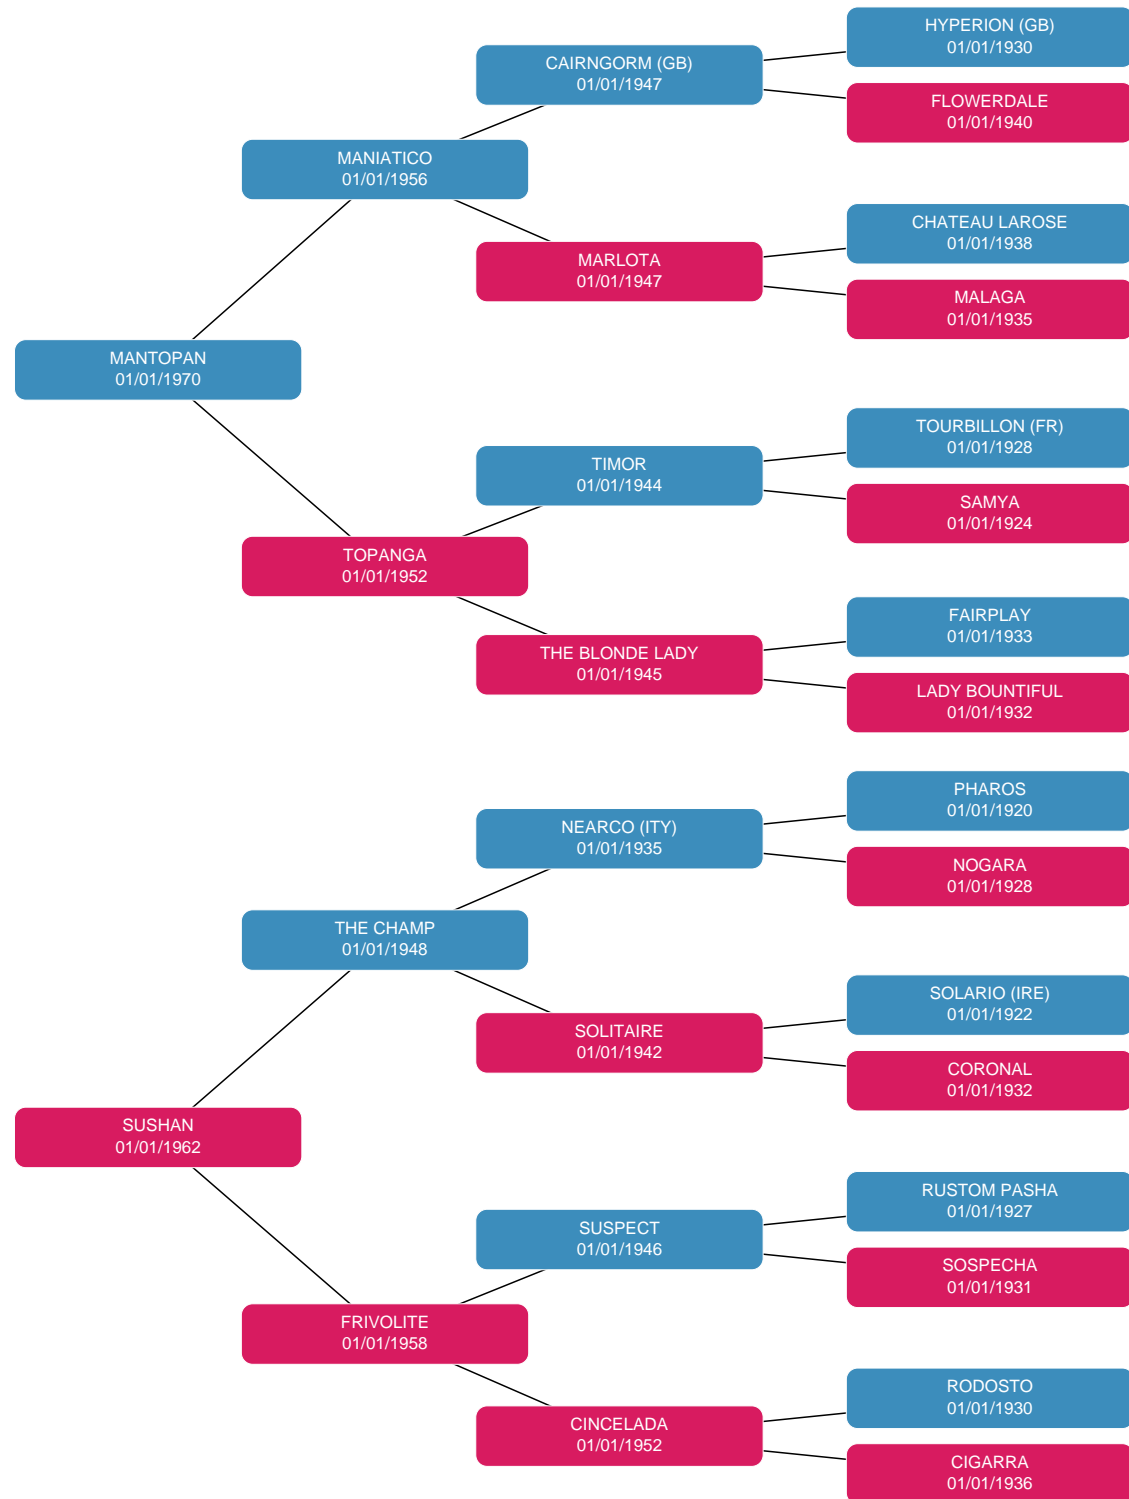 HYPERION (GB)
01/01/1930
CAIRNGORM (GB)
01/01/1947
FLOWERDALE
01/01/1940
MANIATICO
01/01/1956
CHATEAU LAROSE
01/01/1938
MARLOTA
01/01/1947
MALAGA
01/01/1935
MANTOPAN
01/01/1970
TOURBILLON (FR)
01/01/1928
TIMOR
01/01/1944
SAMYA
01/01/1924
TOPANGA
01/01/1952
FAIRPLAY
01/01/1933
THE BLONDE LADY
01/01/1945
LADY BOUNTIFUL
01/01/1932
PHAROS
01/01/1920
NEARCO (ITY)
01/01/1935
NOGARA
01/01/1928
THE CHAMP
01/01/1948
SOLARIO (IRE)
01/01/1922
SOLITAIRE
01/01/1942
CORONAL
01/01/1932
SUSHAN
01/01/1962
RUSTOM PASHA
01/01/1927
SUSPECT
01/01/1946
SOSPECHA
01/01/1931
FRIVOLITE
01/01/1958
RODOSTO
01/01/1930
CINCELADA
01/01/1952
CIGARRA
01/01/1936